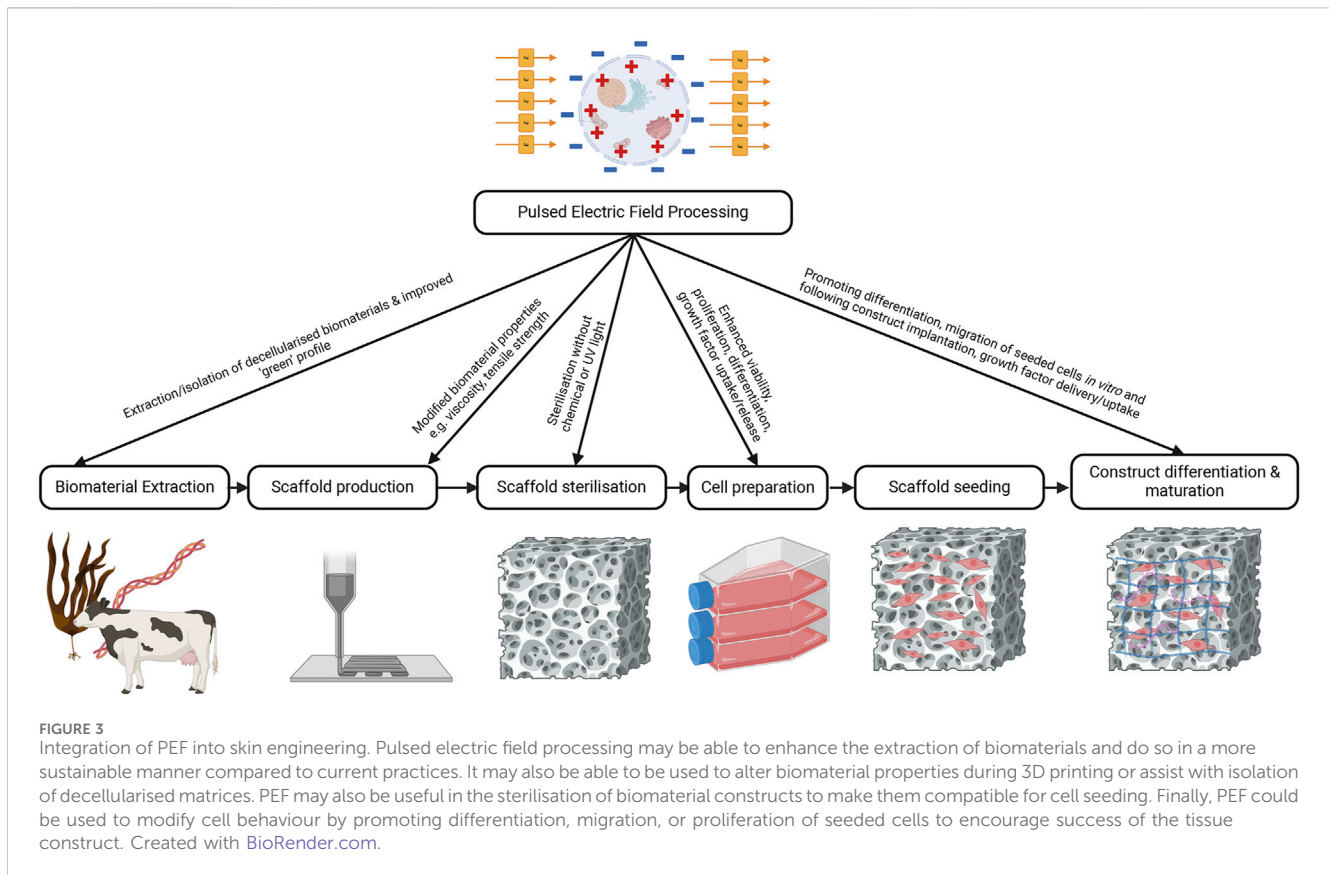 Pulsed Electric Field Processing
Extraction/isolation of decellularised biomaterials & improved
'green' profile
Modified biomaterial properties
e.g. viscosity, tensile strength
Sterilisation without
chemical or UV light
Enhanced viability,
proliferation, differentiation,
growth factor uptake/release
Promoting differentiation, migration of seeded cells in vitro and
following construct implantation, growth factor delivery/uptake
Biomaterial Extraction
Scaffold production
Scaffold sterilisation
Cell preparation
Scaffold seeding
Construct differentiation &
maturation
FIGURE 3
Integration of PEF into skin engineering. Pulsed electric field processing may be able to enhance the extraction of biomaterials and do so in a more
sustainable manner compared to current practices. It may also be able to be used to alter biomaterial properties during 3D printing or assist with isolation
of decellularised matrices. PEF may also be useful in the sterilisation of biomaterial constructs to make them compatible for cell seeding. Finally, PEF could
be used to modify cell behaviour by promoting differentiation, migration, or proliferation of seeded cells to encourage success of the tissue
construct. Created with BioRender.com.